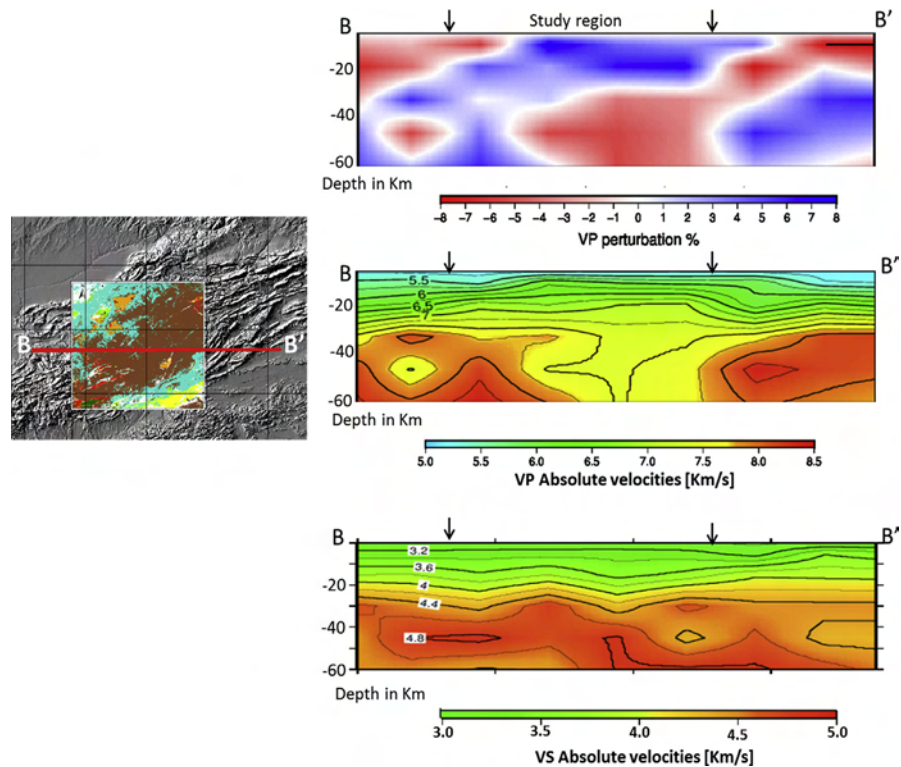 B Study region B'
-20
-40
-60
Depth in Km
-8 -7 -6 -5 -4 -3 -2 -1 0 1 2 3 4 5 6 7 8
VP perturbation %
B B'
5.5
6
6.5
7
-20
-40
-60
Depth in Km
5.0 5.5 6.0 6.5 7.0 7.5 8.0 8.5
VP Absolute velocities [Km/s]
B B'
B B'
3.2
3.6
4
4.4
4.8
-20
-40
-60
Depth in Km
3.0 3.5 4.0 4.5 5.0
VS Absolute velocities [Km/s]